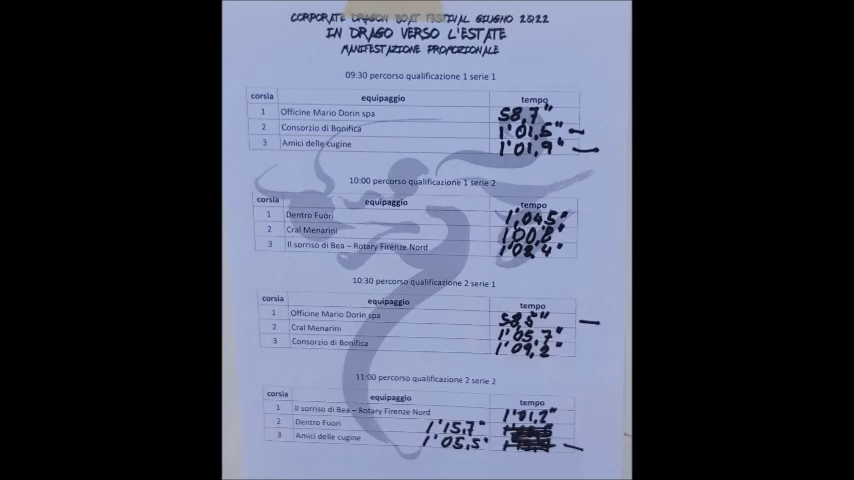 CORPORATE DRAGON BOAT FESTIVAL GIUGNO 2022
IN DRAGO VERSO L'ESTATE
MANIFESTAZIONE PROMOZIONALE
09:30 percorso qualificazione 1 serie 1
corsia equipaggio tempo
1 Officine Mario Dorin spa 58,7"
2 Consorzio di Bonifica 1'01,5"
3 Amici delle cugine 1'01,9"
10:00 percorso qualificazione 1 serie 2
corsia equipaggio tempo
1 Dentro Fuori 1'04,5"
2 Cral Menarini
3 Il sorriso di Bea – Rotary Firenze Nord
10:30 percorso qualificazione 2 serie 1
corsia equipaggio tempo
1 Officine Mario Dorin spa 58,5"
2 Cral Menarini 1'05,7"
3 Consorzio di Bonifica 1'09,2"
11:00 percorso qualificazione 2 serie 2
corsia equipaggio tempo
1 Il sorriso di Bea – Rotary Firenze Nord 1'01,2"
2 Dentro Fuori 1'15,7"
3 Amici delle cugine 1'05,5'